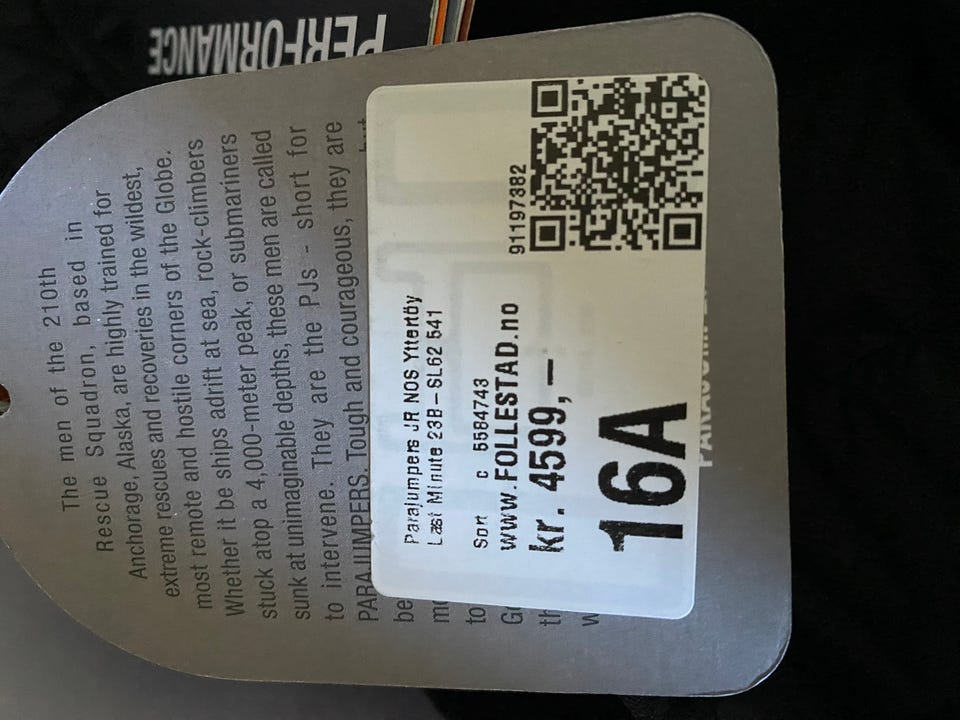 PERFORMANCE
The men of the 210th
Rescue Squadron, based in
Anchorage, Alaska, are highly trained for
extreme rescues and recoveries in the wildest,
most remote and hostile corners of the Globe.
Whether it be ships adrift at sea, rock-climbers
stuck atop a 4,000-meter peak, or submariners
sunk at unimaginable depths, these men are called
to intervene. They are the PJs - short for
PARAJUMPERS. Tough and courageous, they are
be
to
Parajumpers JR NOS Ytterdby
Last Minute 23B-SL62 541
Sort c 5584743
www.FOLLESTAD.no
kr. 4599,-
16A
91197382